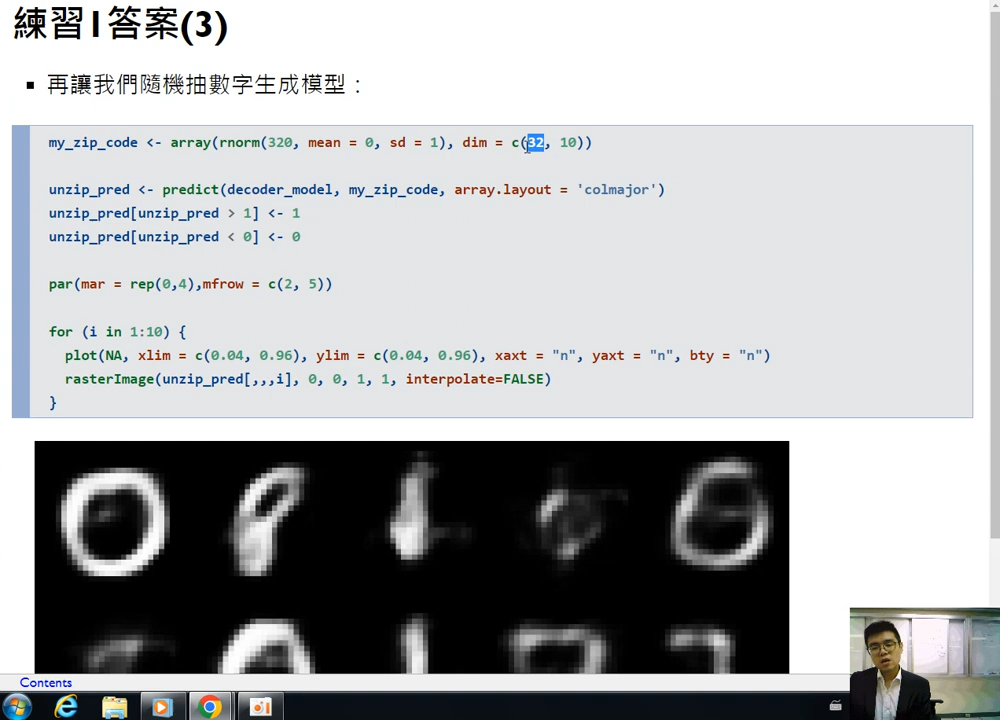 練習1答案(3)
▪ 再讓我們隨機抽數字生成模型：
my_zip_code <- array(rnorm(320, mean = 0, sd = 1), dim = c(32, 10))
unzip_pred <- predict(decoder_model, my_zip_code, array.layout = 'colmajor')
unzip_pred[unzip_pred > 1] <- 1
unzip_pred[unzip_pred < 0] <- 0
par(mar = rep(0,4),mfrow = c(2, 5))
for (i in 1:10) {
  plot(NA, xlim = c(0.04, 0.96), ylim = c(0.04, 0.96), xaxt = "n", yaxt = "n", bty = "n")
  rasterImage(unzip_pred[,,,i], 0, 0, 1, 1, interpolate=FALSE)
}
Contents